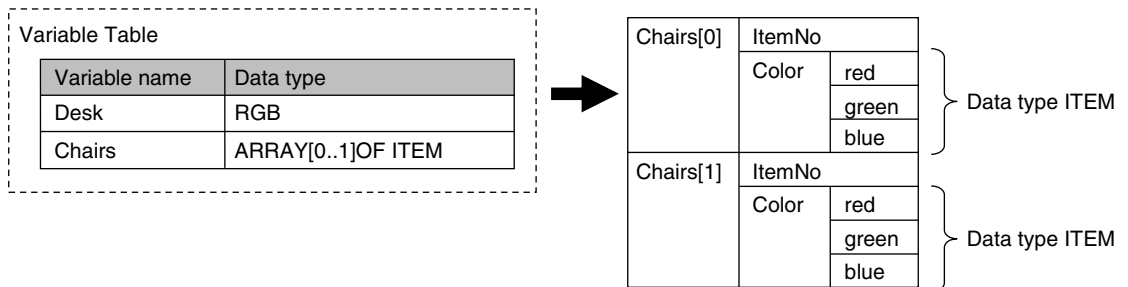 Variable Table
Variable name Data type
Desk RGB
Chairs ARRAY[0..1]OF ITEM
Chairs[0] ItemNo
Color red
green
blue
Data type ITEM
Chairs[1] ItemNo
Color red
green
blue
Data type ITEM